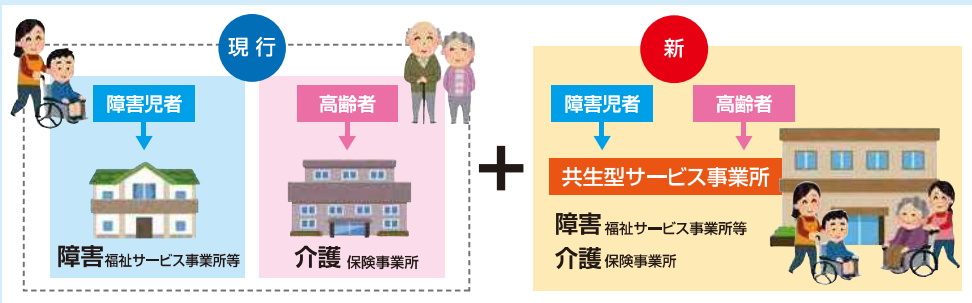 現行
障害児者
高齢者
障害福祉サービス事業所等
介護 保険事業所
+
新
障害児者
高齢者
共生型サービス事業所
障害 福祉サービス事業所等
介護 保険事業所